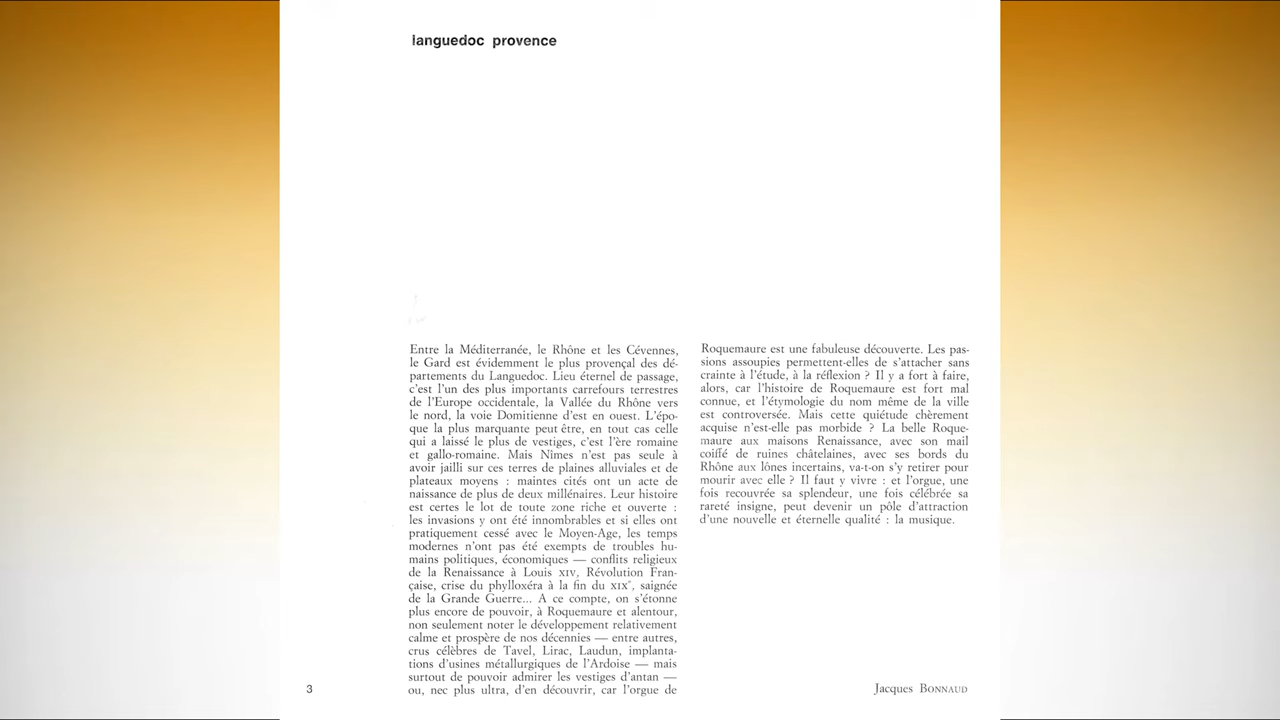 languedoc provence
Entre la Méditerranée, le Rhône et les Cévennes,
le Gard est évidemment le plus provençal des dé-
partements du Languedoc. Lieu éternel de passage,
c'est l'un des plus importants carrefours terrestres
de l'Europe occidentale, la Vallée du Rhône vers
le nord, la voie Domitienne d'est en ouest. L'épo-
que la plus marquante peut être, en tout cas celle
qui a laissé le plus de vestiges, c'est l'ère romaine
et gallo-romaine. Mais Nîmes n'est pas seule à
avoir jailli sur ces terres de plaines alluviales et de
plateaux moyens : maintes cités ont un acte de
naissance de plus de deux millénaires. Leur histoire
est certes le lot de toute zone riche et ouverte :
les invasions y ont été innombrables et si elles ont
pratiquement cessé avec le Moyen-Age, les temps
modernes n'ont pas été exempts de troubles hu-
mains politiques, économiques — conflits religieux
de la Renaissance à Louis XIV, Révolution Fran-
çaise, crise du phylloxéra à la fin du XIX°, saignée
de la Grande Guerre... A ce compte, on s'étonne
plus encore de pouvoir, à Roquemaure et alentour,
non seulement noter le développement relativement
calme et prospère de nos décennies — entre autres,
crus célèbres de Tavel, Lirac, Laudun, implanta-
tions d'usines métallurgiques de l'Ardoise — mais
surtout de pouvoir admirer les vestiges d'antan —
ou, nec plus ultra, d'en découvrir, car l'orgue de
Roquemaure est une fabuleuse découverte. Les pas-
sions assoupies permettent-elles de s'attacher sans
crainte à l'étude, à la réflexion ? Il y a fort à faire,
alors, car l'histoire de Roquemaure est fort mal
connue, et l'étymologie du nom même de la ville
est controversée. Mais cette quiétude chèrement
acquise n'est-elle pas morbide ? La belle Roque-
maure aux maisons Renaissance, avec son mail
coiffé de ruines châtelaines, avec ses bords du
Rhône aux lônes incertains, va-t-on s'y retirer pour
mourir avec elle ? Il faut y vivre : et l'orgue, une
fois recouvrée sa splendeur, une fois célébrée sa
rareté insigne, peut devenir un pôle d'attraction
d'une nouvelle et éternelle qualité : la musique.
Jacques BONNAUD
3